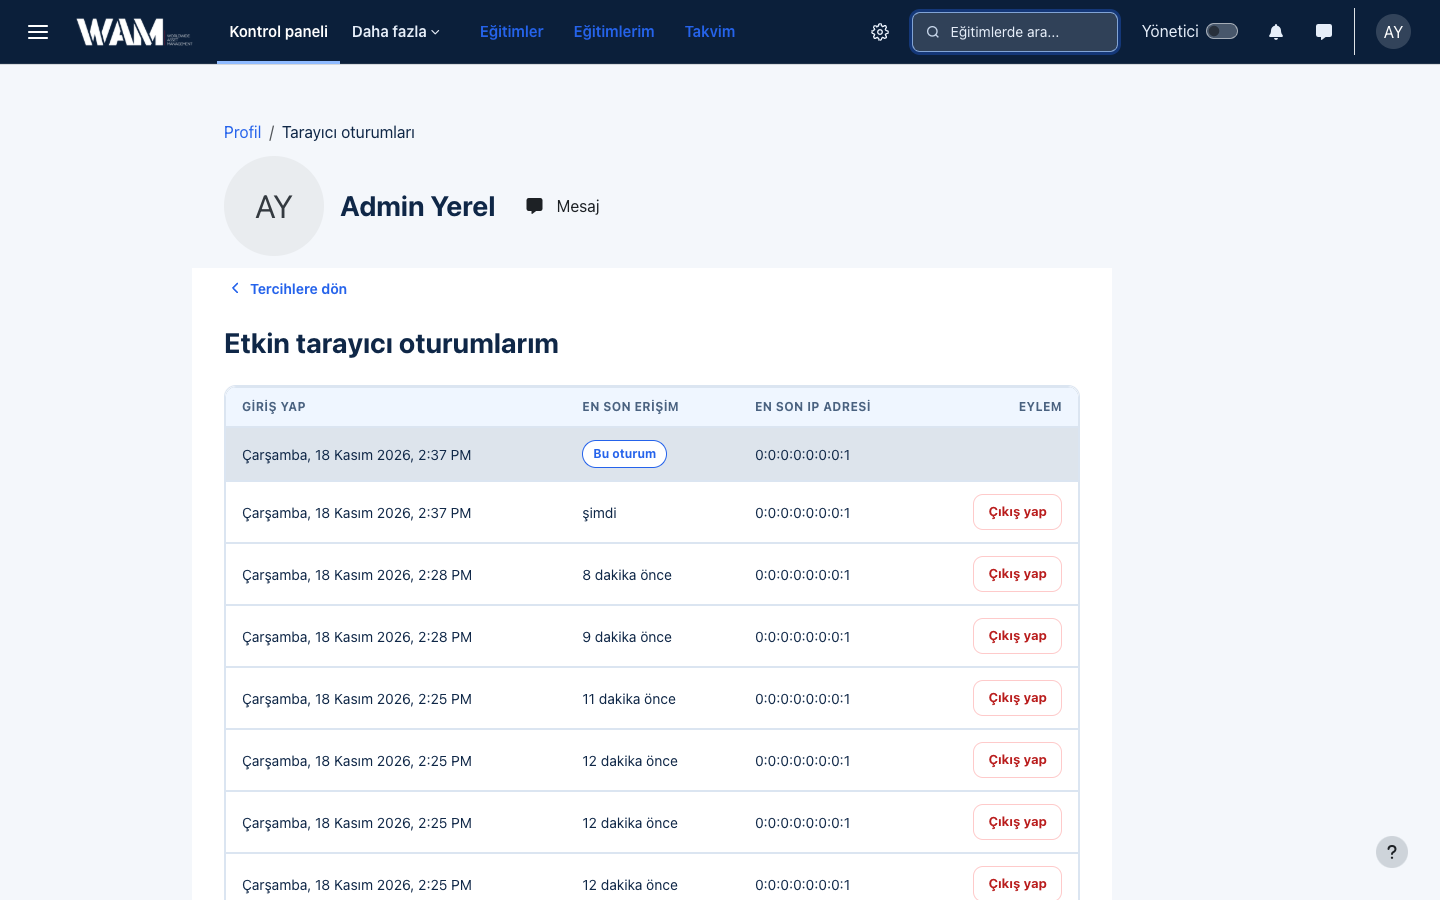 WAM WORLDWIDE ASSET MANAGEMENT
Kontrol paneli Daha fazla Eğitimler Eğitimlerim Takvim Eğitimlerde ara... Yönetici AY
Profil / Tarayıcı oturumları
AY Admin Yerel Mesaj
Tercihlere dön
Etkin tarayıcı oturumlarım
GİRİŞ YAP EN SON ERİŞİM EN SON IP ADRESİ EYLEM
Çarşamba, 18 Kasım 2026, 2:37 PM Bu oturum 0:0:0:0:0:0:0:1
Çarşamba, 18 Kasım 2026, 2:37 PM şimdi 0:0:0:0:0:0:0:1 Çıkış yap
Çarşamba, 18 Kasım 2026, 2:28 PM 8 dakika önce 0:0:0:0:0:0:0:1 Çıkış yap
Çarşamba, 18 Kasım 2026, 2:28 PM 9 dakika önce 0:0:0:0:0:0:0:1 Çıkış yap
Çarşamba, 18 Kasım 2026, 2:25 PM 11 dakika önce 0:0:0:0:0:0:0:1 Çıkış yap
Çarşamba, 18 Kasım 2026, 2:25 PM 12 dakika önce 0:0:0:0:0:0:0:1 Çıkış yap
Çarşamba, 18 Kasım 2026, 2:25 PM 12 dakika önce 0:0:0:0:0:0:0:1 Çıkış yap
Çarşamba, 18 Kasım 2026, 2:25 PM 12 dakika önce 0:0:0:0:0:0:0:1 Çıkış yap
?